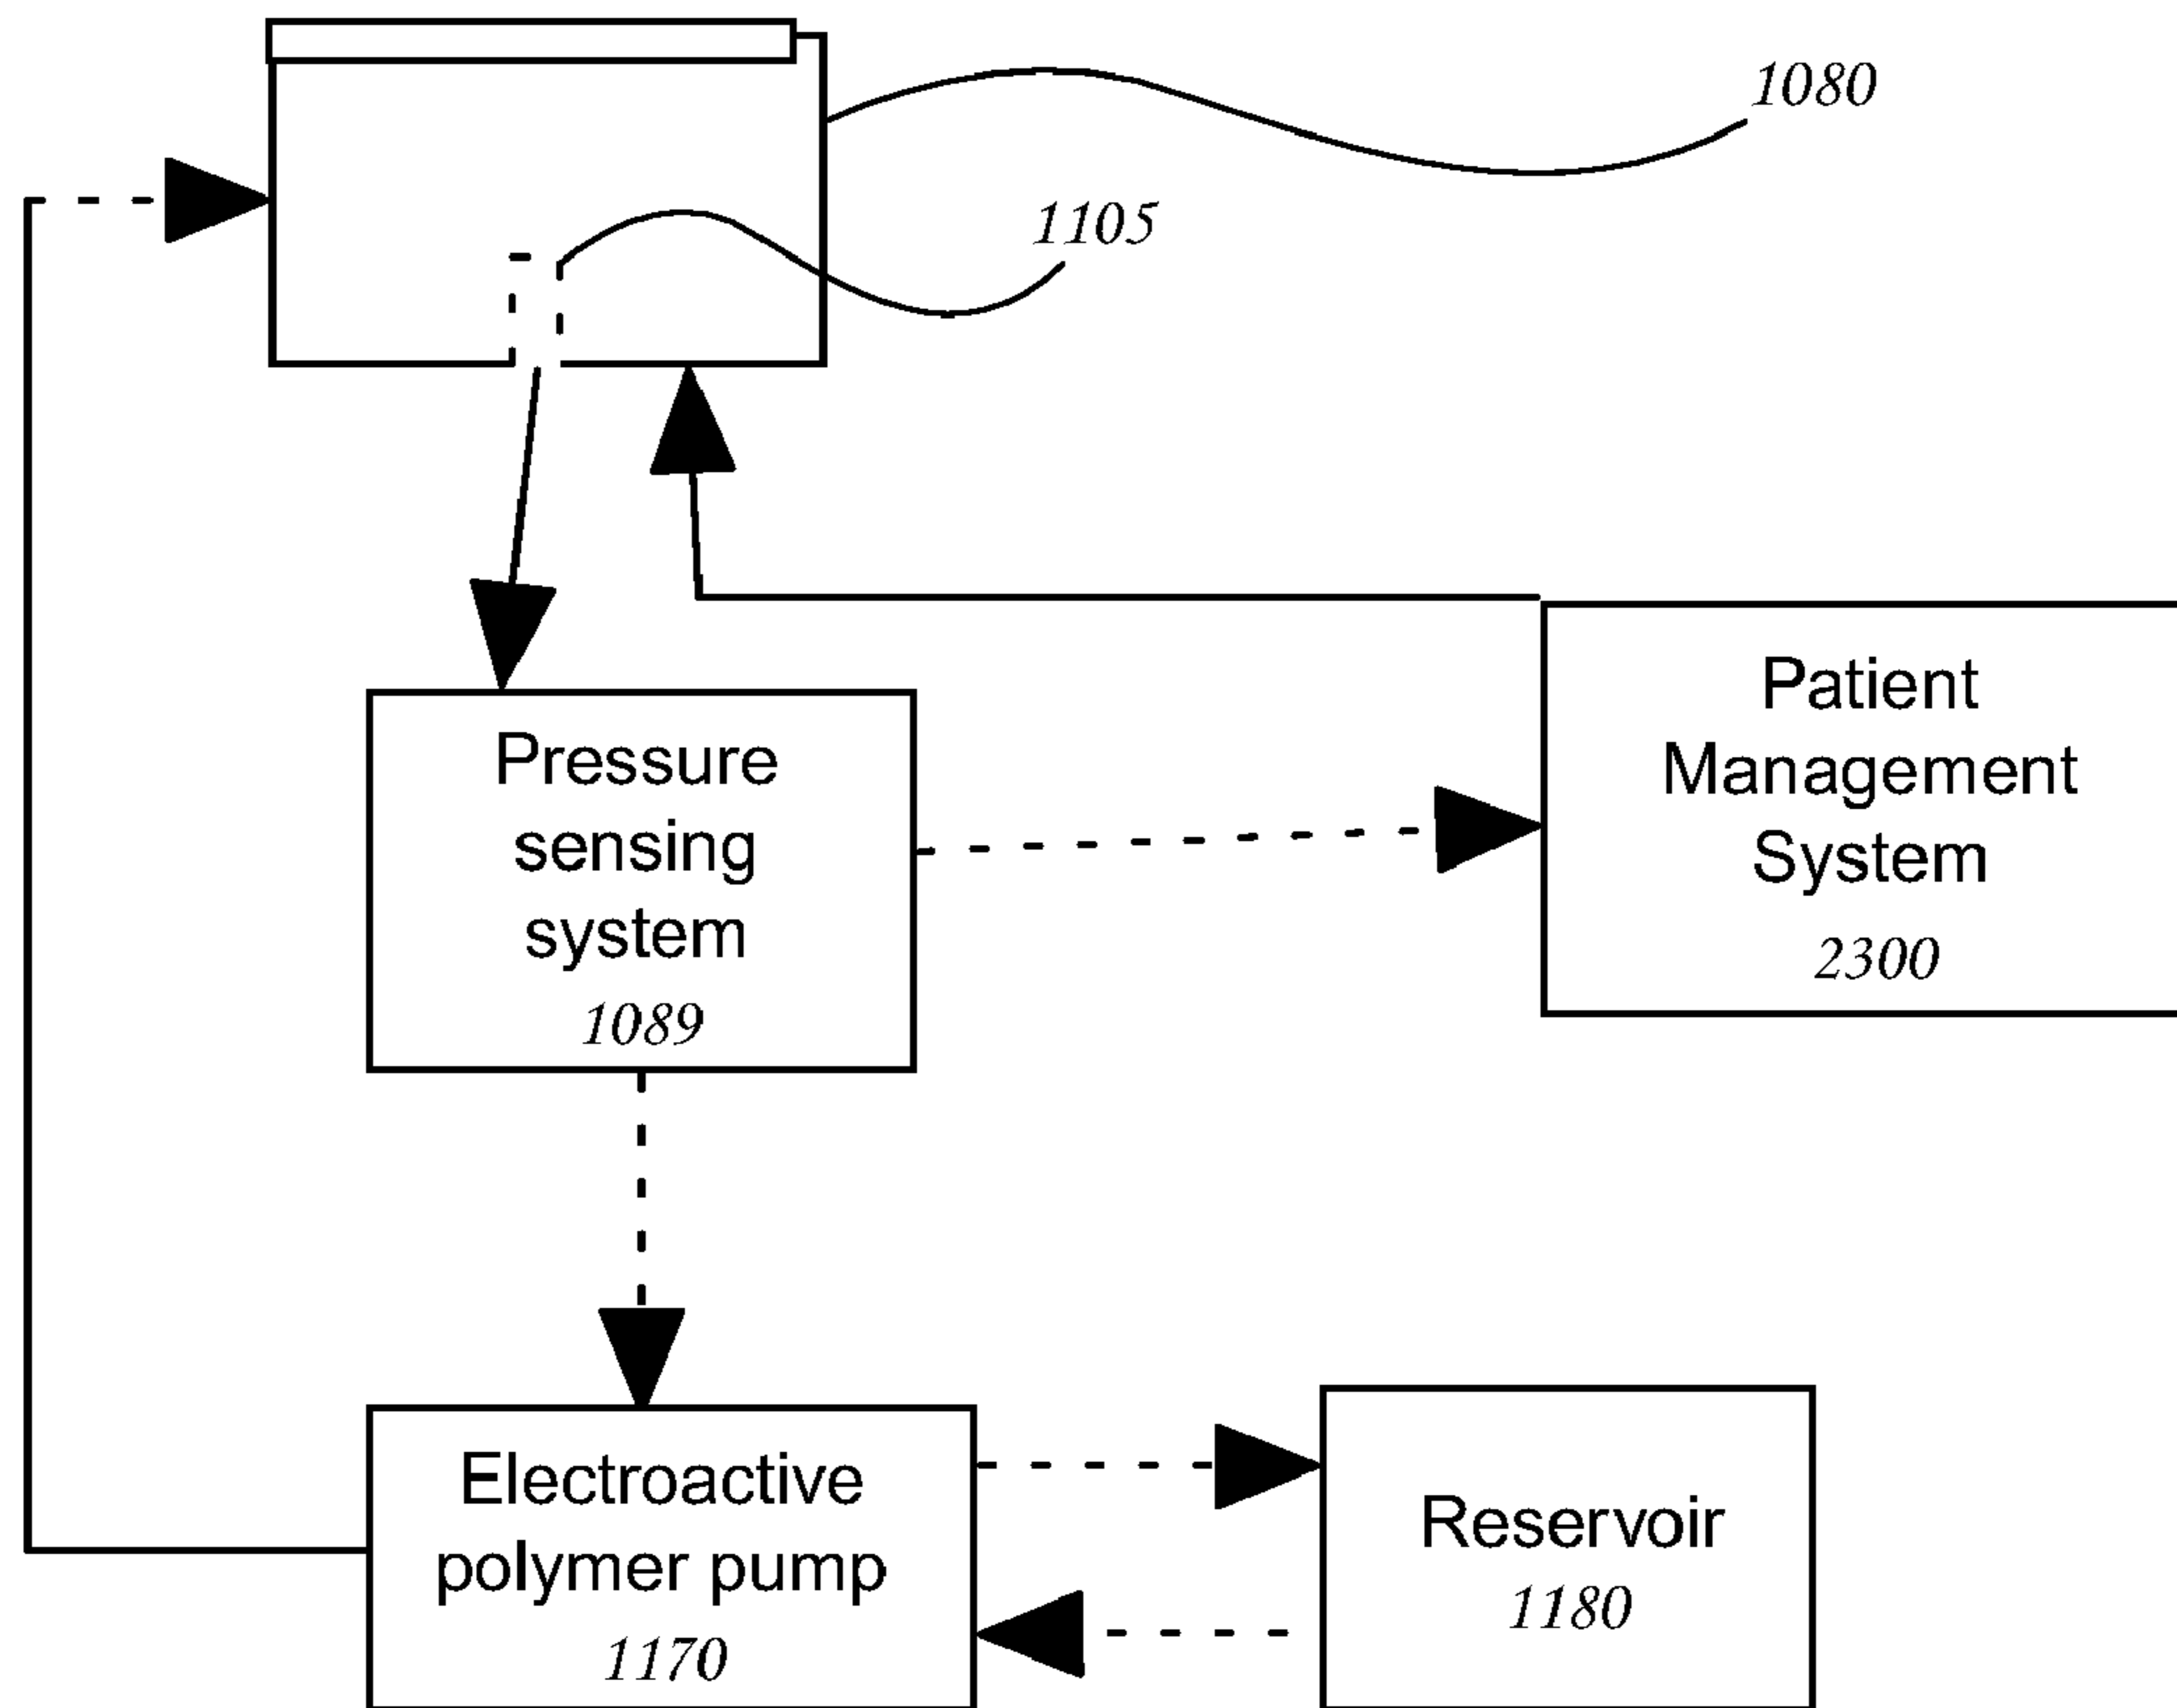 1080
1105
Patient
Management
System
2300
Pressure
sensing
system
1089
Electroactive
polymer pump
1170
Reservoir
1180